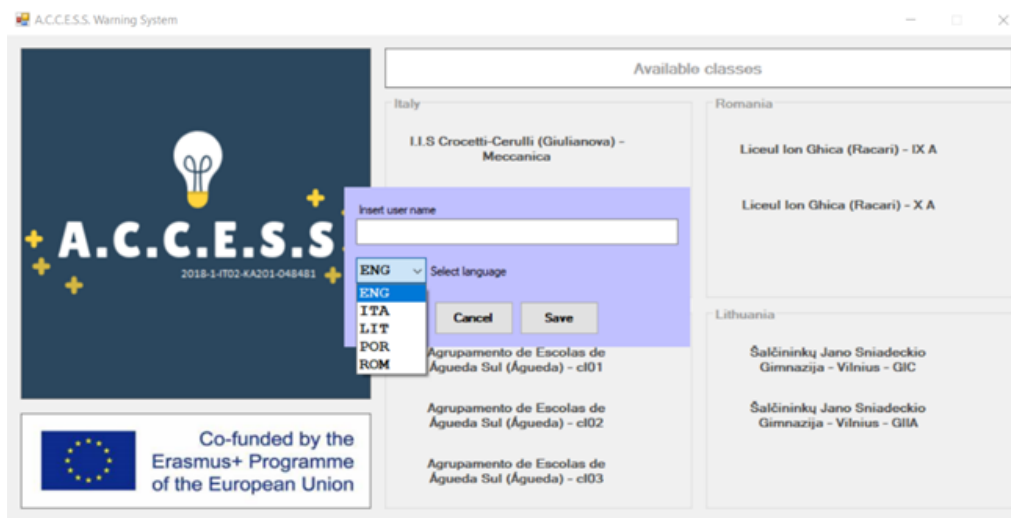 A.C.C.E.S.S. Warning System
A.C.C.E.S.S
2018-1-IT02-KA201-048481
Co-funded by the
Erasmus+ Programme
of the European Union
Available classes
Italy
I.I.S Crocetti-Cerulli (Giulianova) -
Meccanica
Romania
Liceul Ion Ghica (Racari) - IX A
Liceul Ion Ghica (Racari) - X A
Insert user name
ENG
Select language
ENG
ITA
LIT
POR
ROM
Cancel
Save
Agrupamento de Escolas de
Águeda Sul (Águeda) - cl01
Agrupamento de Escolas de
Águeda Sul (Águeda) - cl02
Agrupamento de Escolas de
Águeda Sul (Águeda) - cl03
Lithuania
Šalčininkų Jano Sniadeckio
Gimnazija - Vilnius - GIC
Šalčininkų Jano Sniadeckio
Gimnazija - Vilnius - GIIA